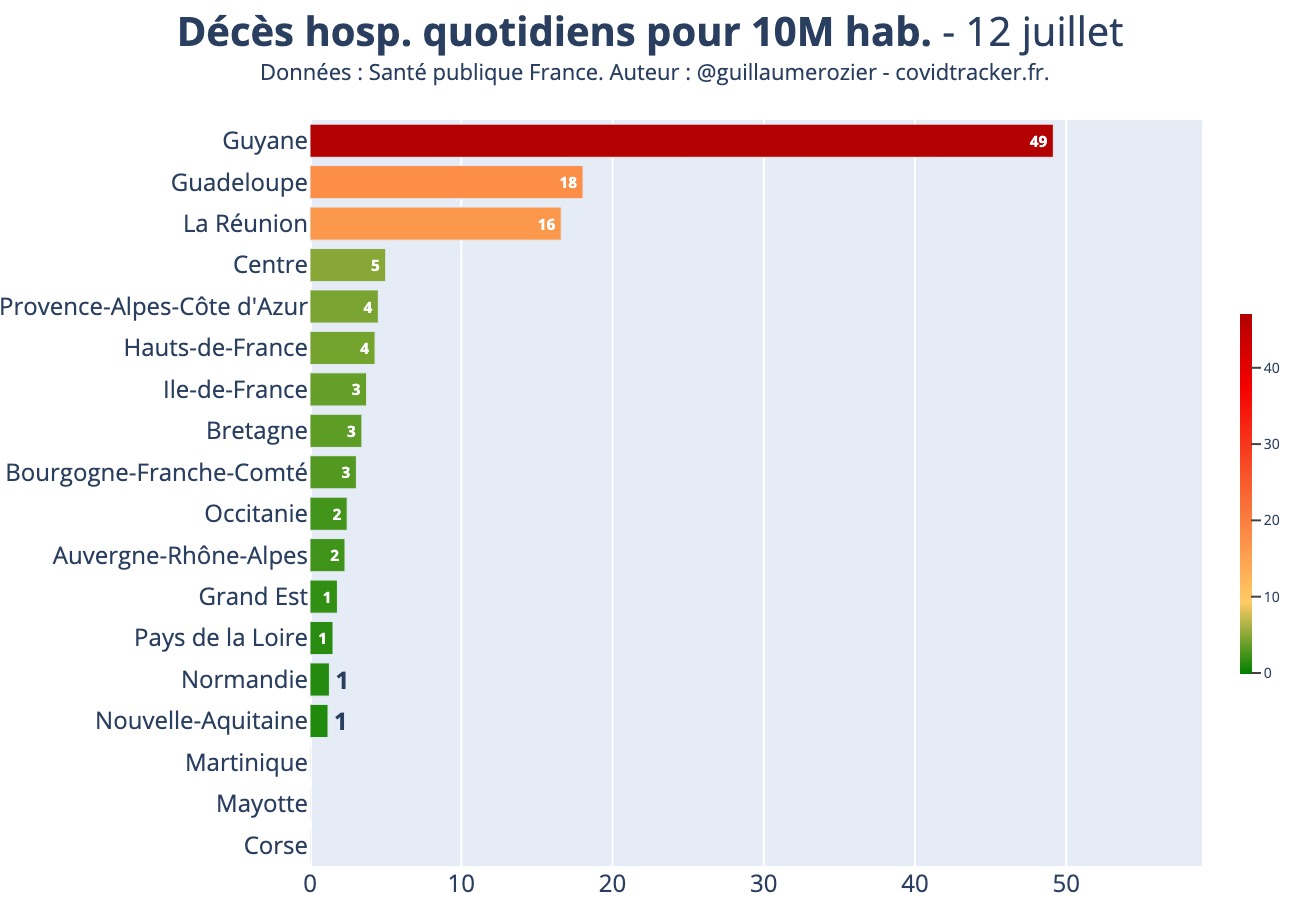 Décès hosp. quotidiens pour 10M hab. - 12 juillet
Données : Santé publique France. Auteur : @guillaumerozier - covidtracker.fr.
Guyane 49
Guadeloupe 18
La Réunion 16
Centre 5
Provence-Alpes-Côte d'Azur 4
Hauts-de-France 4
Ile-de-France 3
Bretagne 3
Bourgogne-Franche-Comté 3
Occitanie 2
Auvergne-Rhône-Alpes 2
Grand Est 1
Pays de la Loire 1
Normandie 1
Nouvelle-Aquitaine 1
Martinique
Mayotte
Corse
0 10 20 30 40 50
40
30
20
10
0